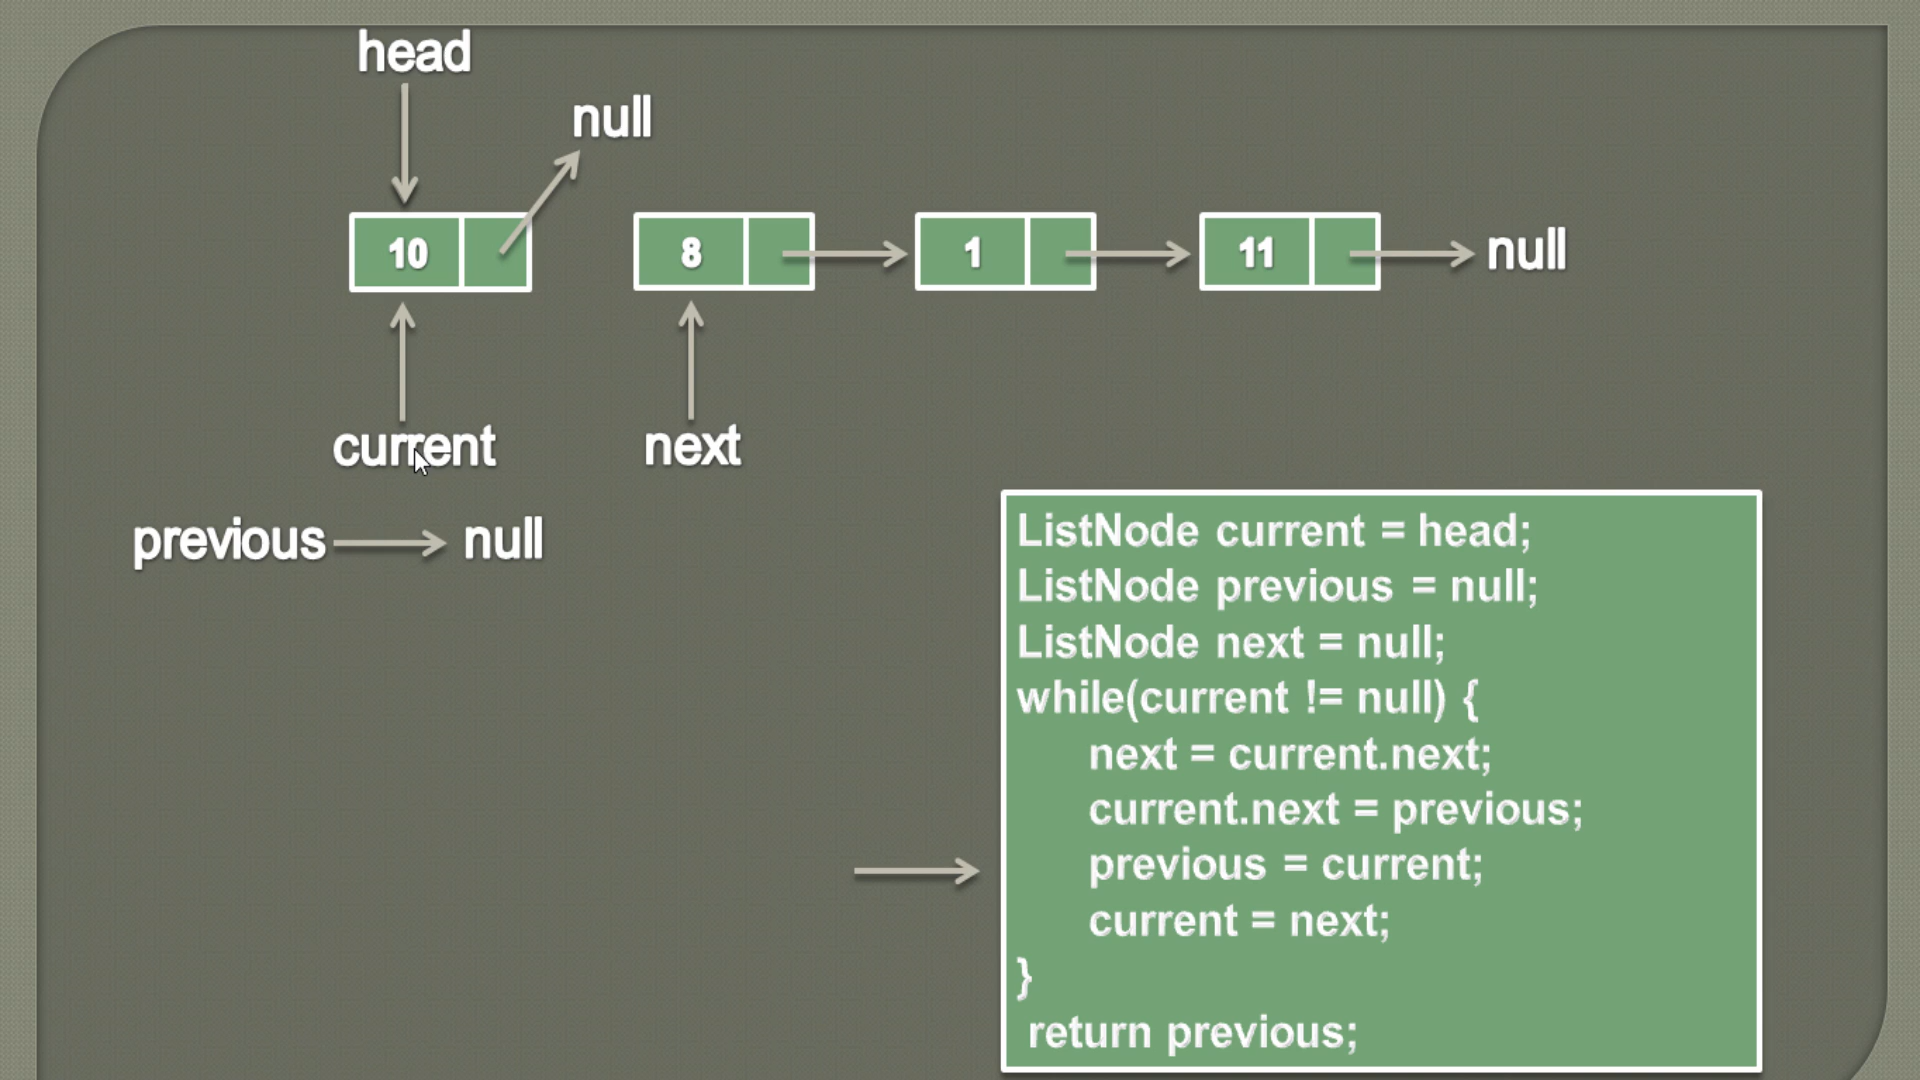 head
null
10 8 1 11 null
current next
previous null
ListNode current = head;
ListNode previous = null;
ListNode next = null;
while(current != null) {
next = current.next;
current.next = previous;
previous = current;
current = next;
}
return previous;